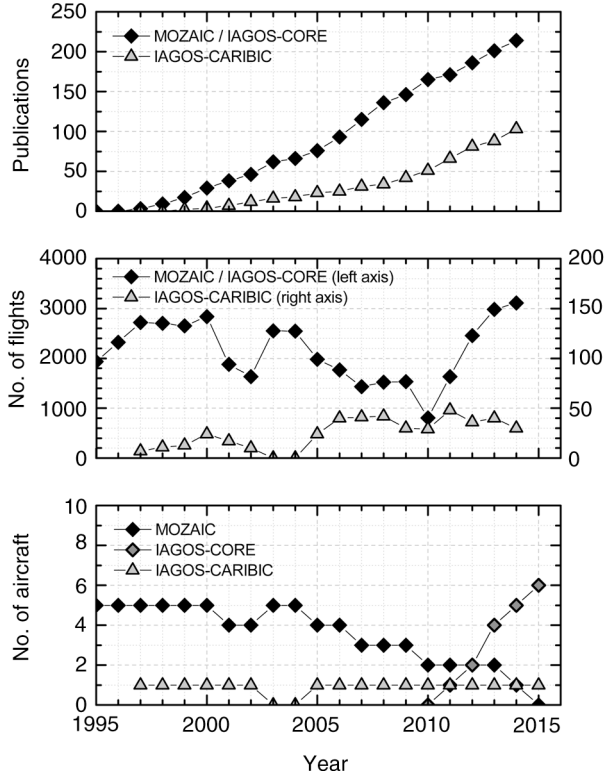 250
200
150
100
50
0
Publications
MOZAIC / IAGOS-CORE
IAGOS-CARIBIC
4000
3000
2000
1000
0
No. of flights
MOZAIC / IAGOS-CORE (left axis)
IAGOS-CARIBIC (right axis)
200
150
100
50
0
10
8
6
4
2
0
No. of aircraft
MOZAIC
IAGOS-CORE
IAGOS-CARIBIC
1995 2000 2005 2010 2015
Year